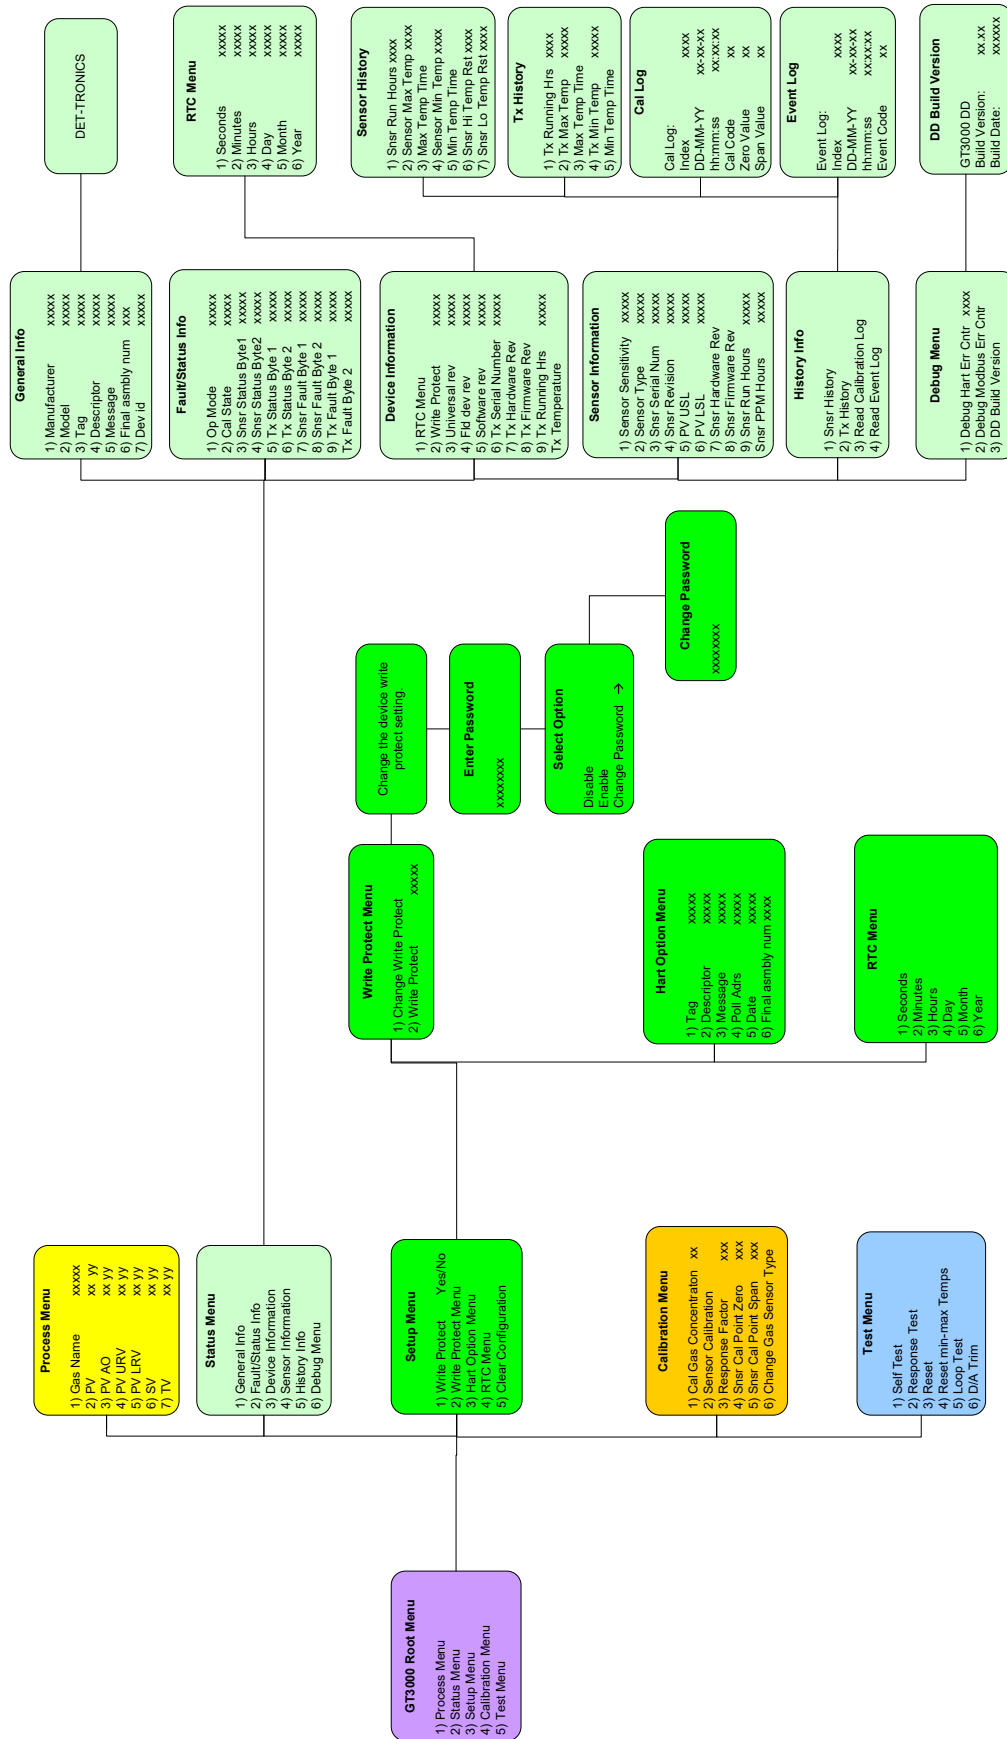 GT3000 Root Menu
1) Process Menu
2) Status Menu
3) Setup Menu
4) Calibration Menu
5) Test Menu
Process Menu
1) Gas Name xxxxx
2) PV xx yy
3) PV AO xx yy
4) PV URV xx yy
5) PV LRV xx yy
6) SV xx yy
7) TV xx yy
Status Menu
1) General Info
2) Fault/Status Info
3) Device Information
4) Sensor Information
5) History Info
6) Debug Menu
Setup Menu
1) Write Protect Yes/No
2) Write Protect Menu
3) Hart Option Menu
4) RTC Menu
5) Clear Configuration
Calibration Menu
1) Cal Gas Concentraton xx
2) Sensor Calibration
3) Response Factor xxx
4) Snsr Cal Point Zero xxx
5) Snsr Cal Point Span xxx
6) Change Gas Sensor Type
Test Menu
1) Self Test
2) Response Test
3) Reset
4) Reset min-max Temps
5) Loop Test
6) D/A Trim
Write Protect Menu
1) Change Write Protect
2) Write Protect xxxxx
Hart Option Menu
1) Tag xxxxx
2) Descriptor xxxxx
3) Message xxxxx
4) Poll Adrs xxxxx
5) Date xxxxx
6) Final asmbly num xxxx
RTC Menu
1) Seconds
2) Minutes
3) Hours
4) Day
5) Month
6) Year
Change the device write
protect setting.
Enter Password
xxxxxxxx
Select Option
Disable
Enable
Change Password →
Change Password
xxxxxxxx
General Info
1) Manufacturer xxxxx
2) Model xxxxx
3) Tag xxxxx
4) Descriptor xxxxx
5) Message xxxxx
6) Final asmbly num xxx
7) Dev id xxxxx
Fault/Status Info
1) Op Mode xxxxx
2) Cal State xxxxx
3) Snsr Status Byte1 xxxxx
4) Snsr Status Byte2 xxxxx
5) Tx Status Byte 1 xxxxx
6) Tx Status Byte 2 xxxxx
7) Snsr Fault Byte 1 xxxxx
8) Snsr Fault Byte 2 xxxxx
9) Tx Fault Byte 1 xxxxx
Tx Fault Byte 2 xxxxx
Device Information
1) RTC Menu
2) Write Protect xxxxx
3) Universal rev xxxxx
4) Fld dev rev xxxxx
5) Software rev xxxxx
6) Tx Serial Number xxxxx
7) Tx Hardware Rev
8) Tx Firmware Rev
9) Tx Running Hrs xxxxx
Tx Temperature
Sensor Information
1) Sensor Sensitivity xxxxx
2) Sensor Type xxxxx
3) Snsr Serial Num xxxxx
4) Snsr Revision xxxxx
5) PV USL xxxxx
6) PV LSL xxxxx
7) Snsr Hardware Rev
8) Snsr Firmware Rev
9) Snsr Run Hours xxxxx
Snsr PPM Hours xxxxx
History Info
1) Snsr History
2) Tx History
3) Read Calibration Log
4) Read Event Log
Debug Menu
1) Debug Hart Err Cntr xxxx
2) Debug Modbus Err Cntr
3) DD Build Version
DET-TRONICS
RTC Menu
1) Seconds xxxxx
2) Minutes xxxxx
3) Hours xxxxx
4) Day xxxxx
5) Month xxxxx
6) Year xxxxx
Sensor History
1) Snsr Run Hours xxxx
2) Sensor Max Temp xxxx
3) Max Temp Time
4) Sensor Min Temp xxxx
5) Min Temp Time
6) Snsr Hi Temp Rst xxxx
7) Snsr Lo Temp Rst xxxx
Tx History
1) Tx Running Hrs xxxx
2) Tx Max Temp xxxxx
3) Max Temp Time
4) Tx Min Temp xxxxx
5) Min Temp Time
Cal Log
Cal Log:
Index xxxx
DD-MM-YY xx-xx-xx
hh:mm:ss xx:xx:xx
Cal Code xx
Zero Value xx
Span Value xx
Event Log
Event Log:
Index xxxx
DD-MM-YY xx-xx-xx
hh:mm:ss xx:xx:xx
Event Code xx
DD Build Version
GT3000 DD
Build Version: xx.xx
Build Date: xxxxx